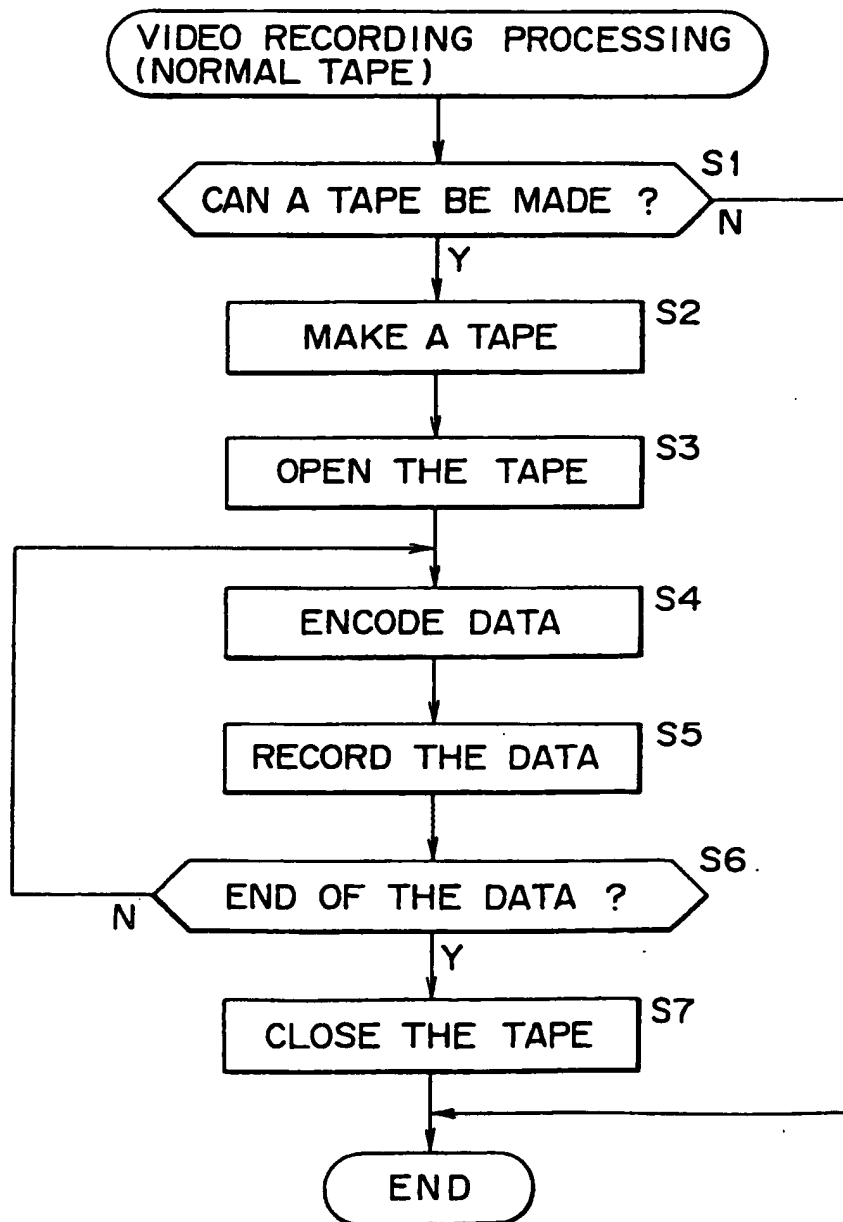 VIDEO RECORDING PROCESSING
(NORMAL TAPE)
S1
CAN A TAPE BE MADE ?
N
Y
S2
MAKE A TAPE
S3
OPEN THE TAPE
S4
ENCODE DATA
S5
RECORD THE DATA
S6
END OF THE DATA ?
N
Y
S7
CLOSE THE TAPE
END